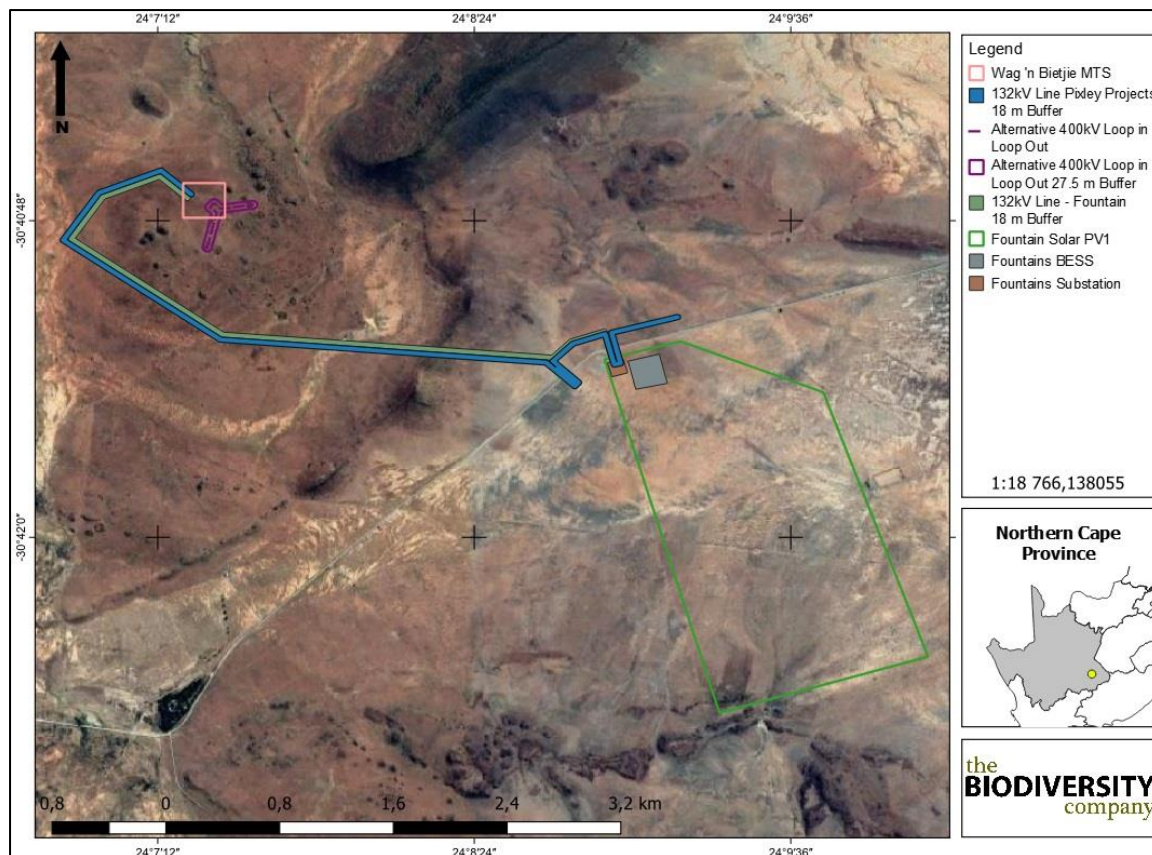 24°7'12"
24°8'24"
24°9'36"
N
-30°40'48"
-30°42'0"
0,8
0
0,8
1,6
2,4
3,2 km
24°7'12"
24°8'24"
24°9'36"
Legend
Wag 'n Bietjie MTS
132kV Line Pixley Projects
18 m Buffer
Alternative 400kV Loop in
Loop Out
Alternative 400kV Loop in
Loop Out 27.5 m Buffer
132kV Line - Fountain
18 m Buffer
Fountain Solar PV1
Fountains BESS
Fountains Substation
1:18 766,138055
Northern Cape
Province
the
BIODIVERSITY
company